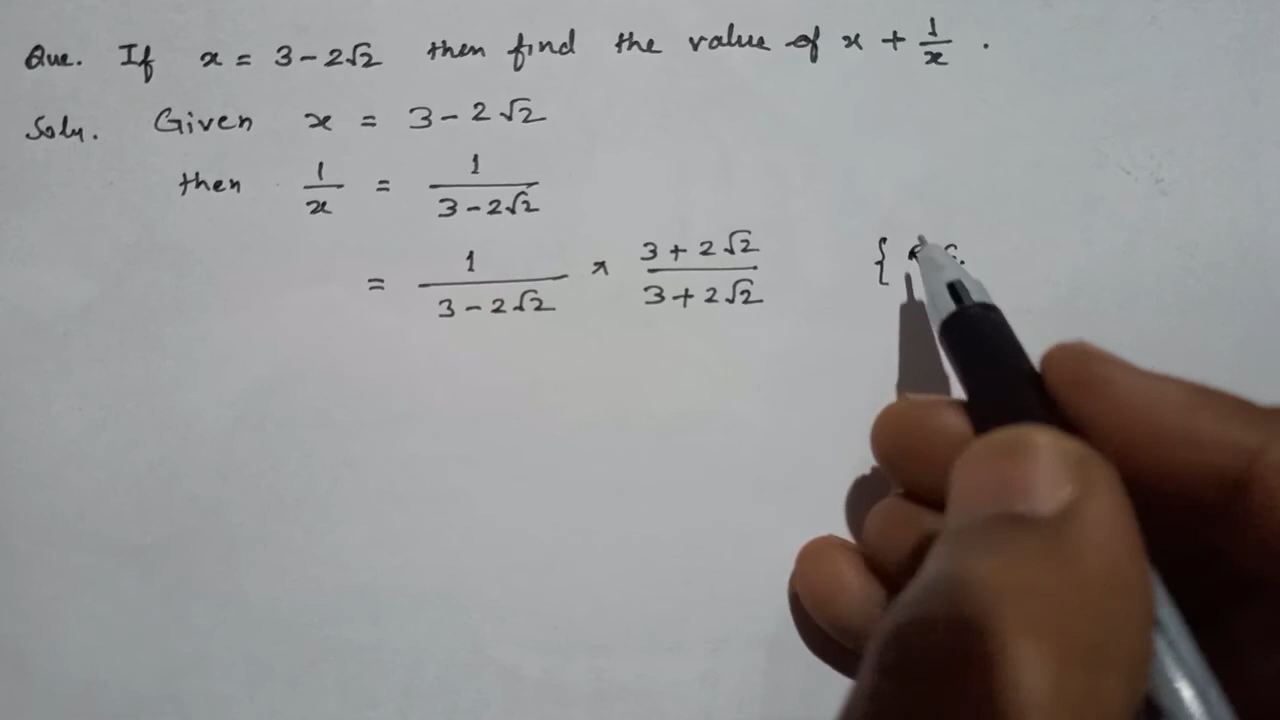 Que. If x = 3 - 2√2 then find the value of x + 1/x .
Soln. Given x = 3 - 2√2
then 1/x = 1/(3 - 2√2)
= 1/(3 - 2√2) × (3 + 2√2)/(3 + 2√2) {